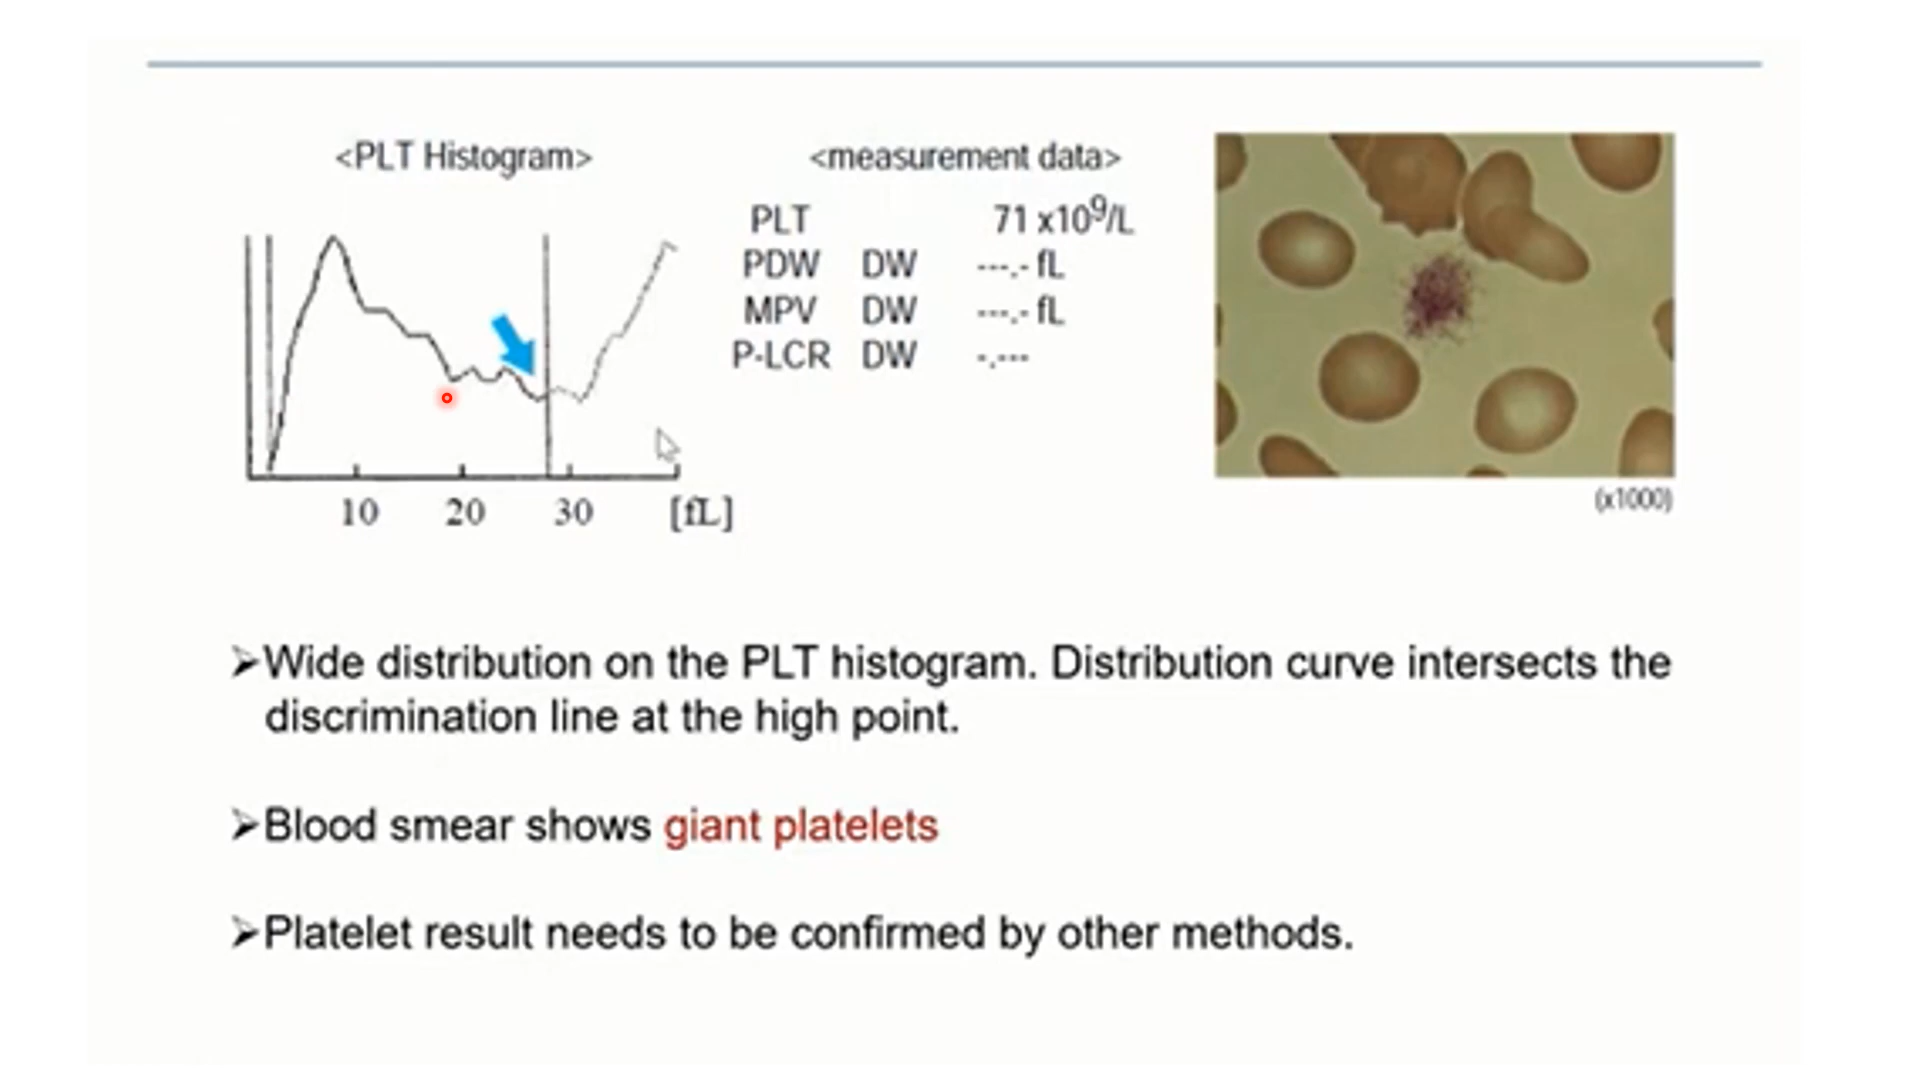 <PLT Histogram>
10 20 30 [fL]
<measurement data>
PLT 71 x10⁹/L
PDW DW ---.- fL
MPV DW ---.- fL
P-LCR DW -.---
(x1000)
➢Wide distribution on the PLT histogram. Distribution curve intersects the
discrimination line at the high point.
➢Blood smear shows giant platelets
➢Platelet result needs to be confirmed by other methods.